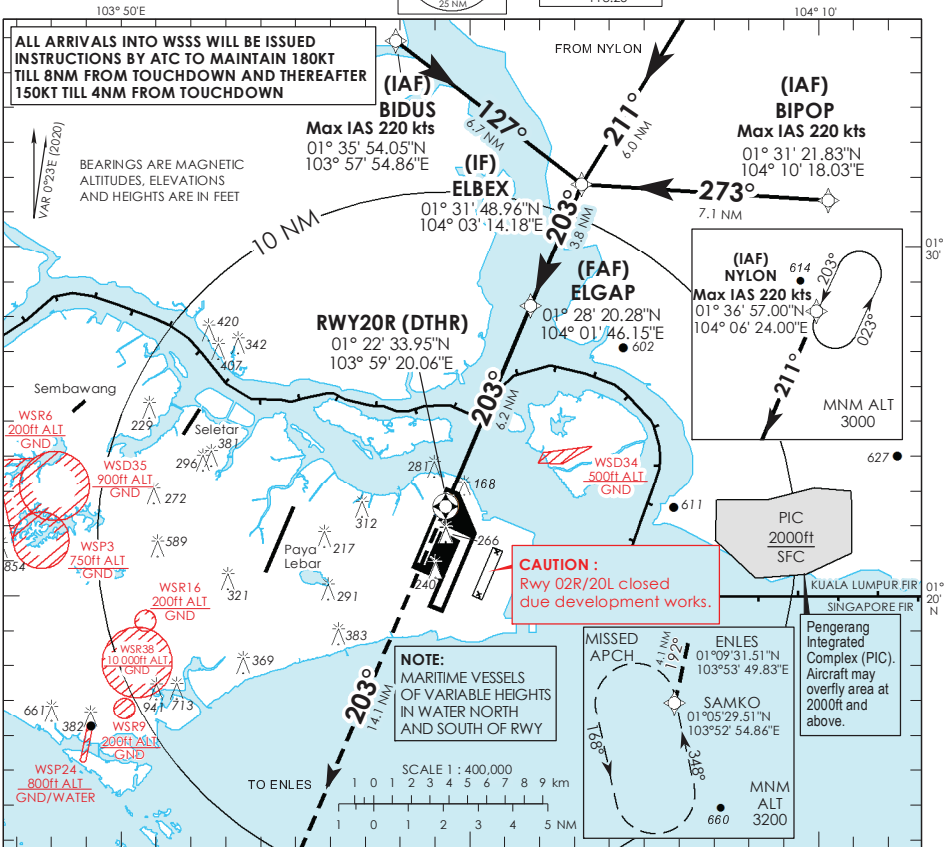 25 NM
103° 50'E
104° 10'
ALL ARRIVALS INTO WSSS WILL BE ISSUED
INSTRUCTIONS BY ATC TO MAINTAIN 180KT
TILL 8NM FROM TOUCHDOWN AND THEREAFTER
150KT TILL 4NM FROM TOUCHDOWN
FROM NYLON
(IAF)
BIDUS
Max IAS 220 kts
01° 35' 54.05"N
103° 57' 54.86"E
127°
6.7 NM
211°
6.0 NM
(IAF)
BIPOP
Max IAS 220 kts
01° 31' 21.83"N
104° 10' 18.03"E
VAR 0°23'E (2020)
BEARINGS ARE MAGNETIC
ALTITUDES, ELEVATIONS
AND HEIGHTS ARE IN FEET
(IF)
ELBEX
01° 31' 48.96"N
104° 03' 14.18"E
273°
7.1 NM
203°
3.8 NM
10 NM
01°
30'
(IAF)
NYLON
Max IAS 220 kts
01° 36' 57.00"N
104° 06' 24.00"E
614
203°
023°
211°
MNM ALT
3000
(FAF)
ELGAP
01° 28' 20.28"N
104° 01' 46.15"E
602
RWY20R (DTHR)
01° 22' 33.95"N
103° 59' 20.06"E
420
342
407
Sembawang
229
Seletar
381
296
203°
6.2 NM
WSR6
200ft ALT
GND
WSD35
900ft ALT
GND
272
281
168
WSD34
500ft ALT
GND
627
611
312
589
WSP3
750ft ALT
GND
854
217
Paya
Lebar
266
240
PIC
2000ft
SFC
CAUTION :
Rwy 02R/20L closed
due development works.
KUALA LUMPUR FIR
SINGAPORE FIR
01°
20'
N
WSR16
200ft ALT
GND
321
291
383
369
WSR38
10 000ft ALT
GND
941
713
661
382
WSR9
200ft ALT
GND
WSP24
800ft ALT
GND/WATER
203°
14.1 NM
TO ENLES
NOTE:
MARITIME VESSELS
OF VARIABLE HEIGHTS
IN WATER NORTH
AND SOUTH OF RWY
SCALE 1 : 400,000
1 0 1 2 3 4 5 6 7 8 9 km
1 0 1 2 3 4 5 NM
MISSED
APCH
4.1 NM
192°
ENLES
01°09'31.51"N
103°53' 49.83"E
SAMKO
01°05'29.51"N
103°52' 54.86"E
168°
348°
MNM
ALT
3200
660
Pengerang
Integrated
Complex (PIC).
Aircraft may
overfly area at
2000ft and
above.